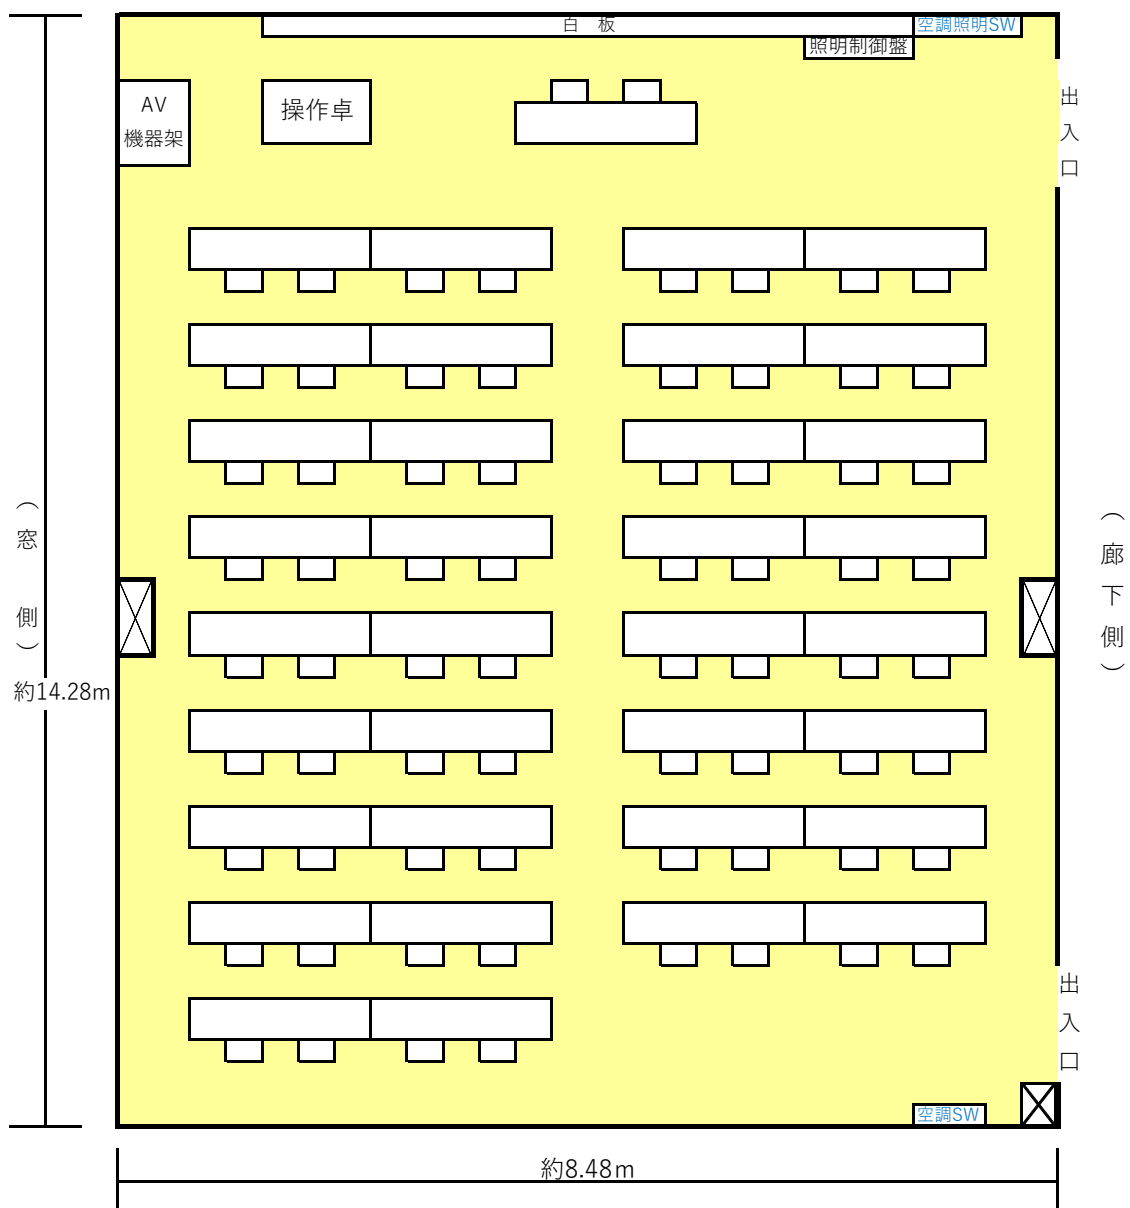 白　板
空調照明SW
照明制御盤
AV
機器架
操作卓
出入口
（窓　側）
（廊下側）
約14.28m
出入口
空調SW
約8.48m